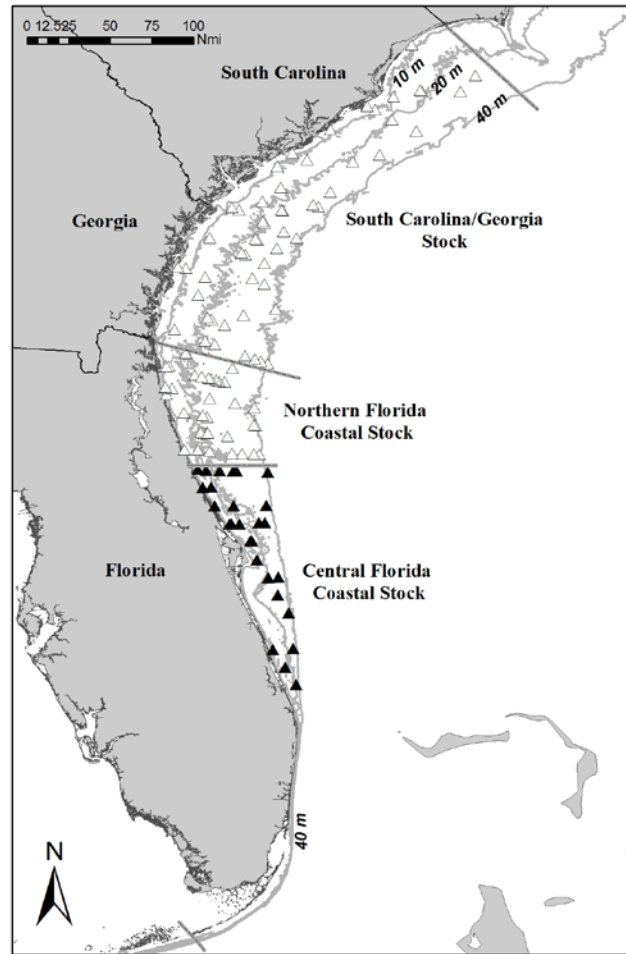 0 12.525 50 75 100
Nmi
South Carolina
10 m
20 m
40 m
Georgia
South Carolina/Georgia
Stock
Northern Florida
Coastal Stock
Florida
Central Florida
Coastal Stock
40 m
N